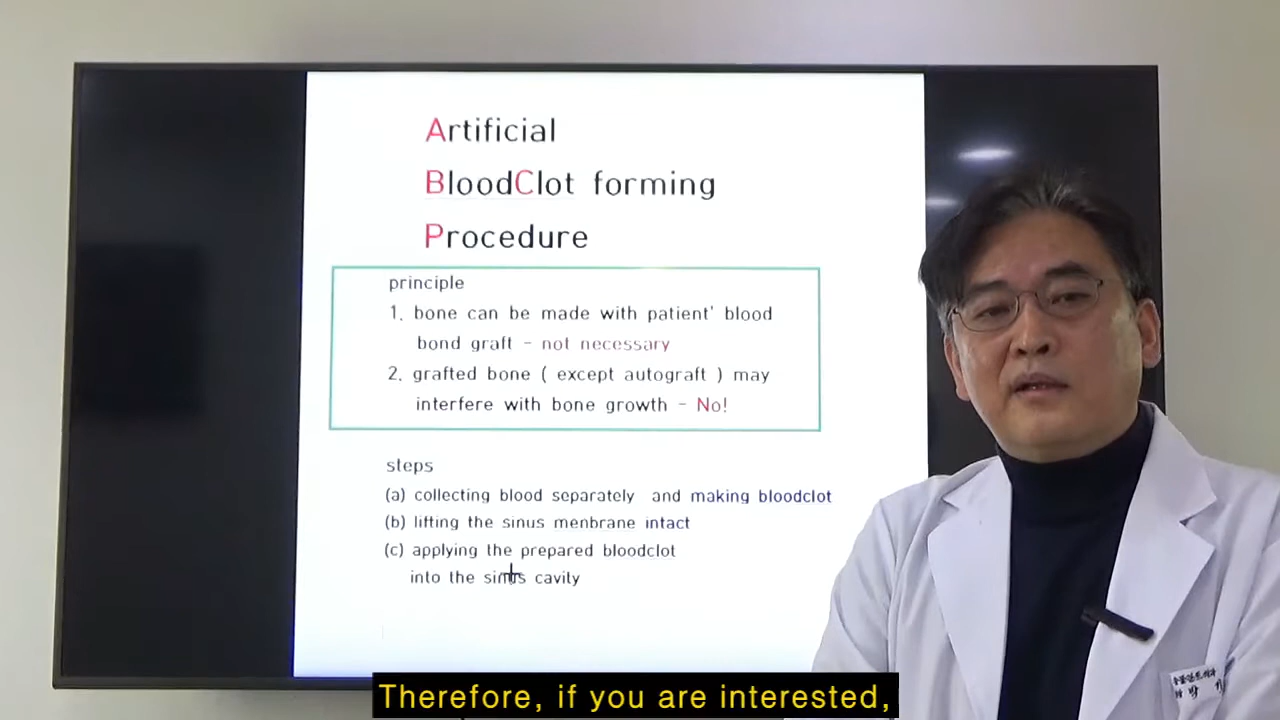 Artificial
BloodClot forming
Procedure
principle
1. bone can be made with patient' blood
bond graft - not necessary
2. grafted bone ( except autograft ) may
interfere with bone growth - No!
steps
(a) collecting blood separately and making bloodclot
(b) lifting the sinus menbrane intact
(c) applying the prepared bloodclot
into the sinus cavity
Therefore, if you are interested,